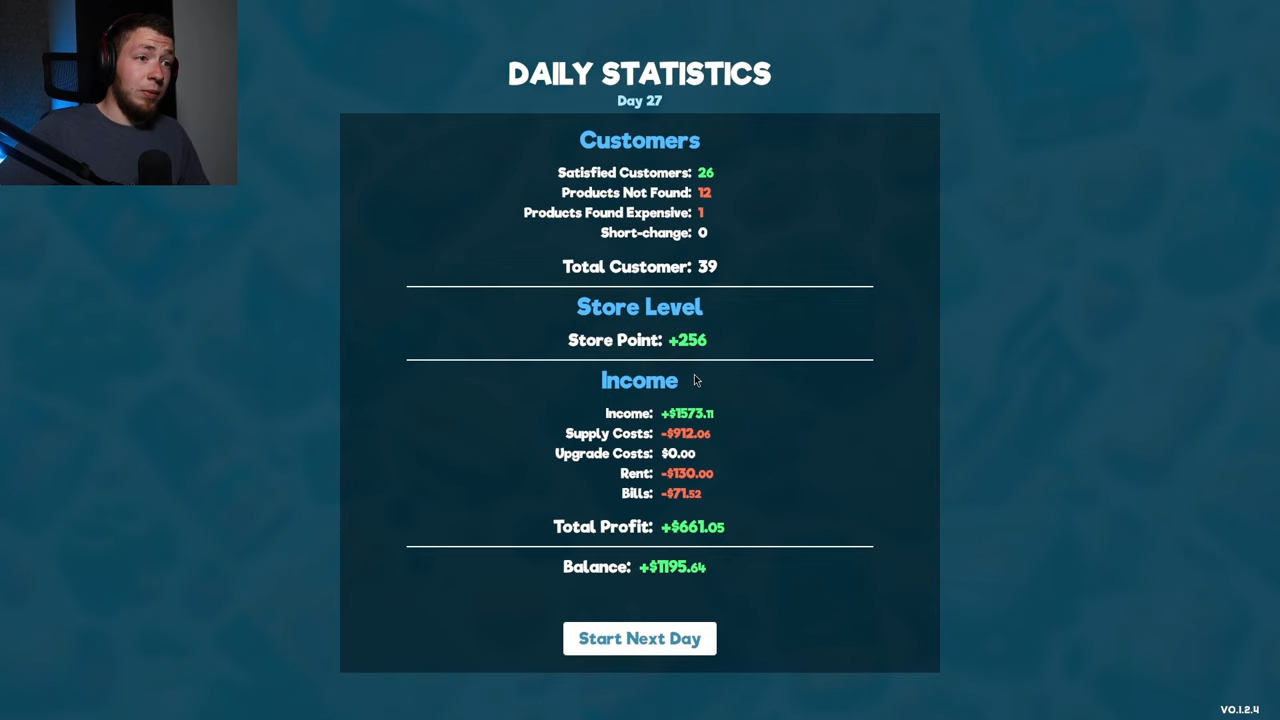 DAILY STATISTICS
Day 27
Customers
Satisfied Customers: 26
Products Not Found: 12
Products Found Expensive: 1
Short-change: 0
Total Customer: 39
Store Level
Store Point: +256
Income
Income: +$1573.11
Supply Costs: -$912.06
Upgrade Costs: $0.00
Rent: -$130.00
Bills: -$71.52
Total Profit: +$661.05
Balance: +$1195.64
Start Next Day
V0.1.2.4